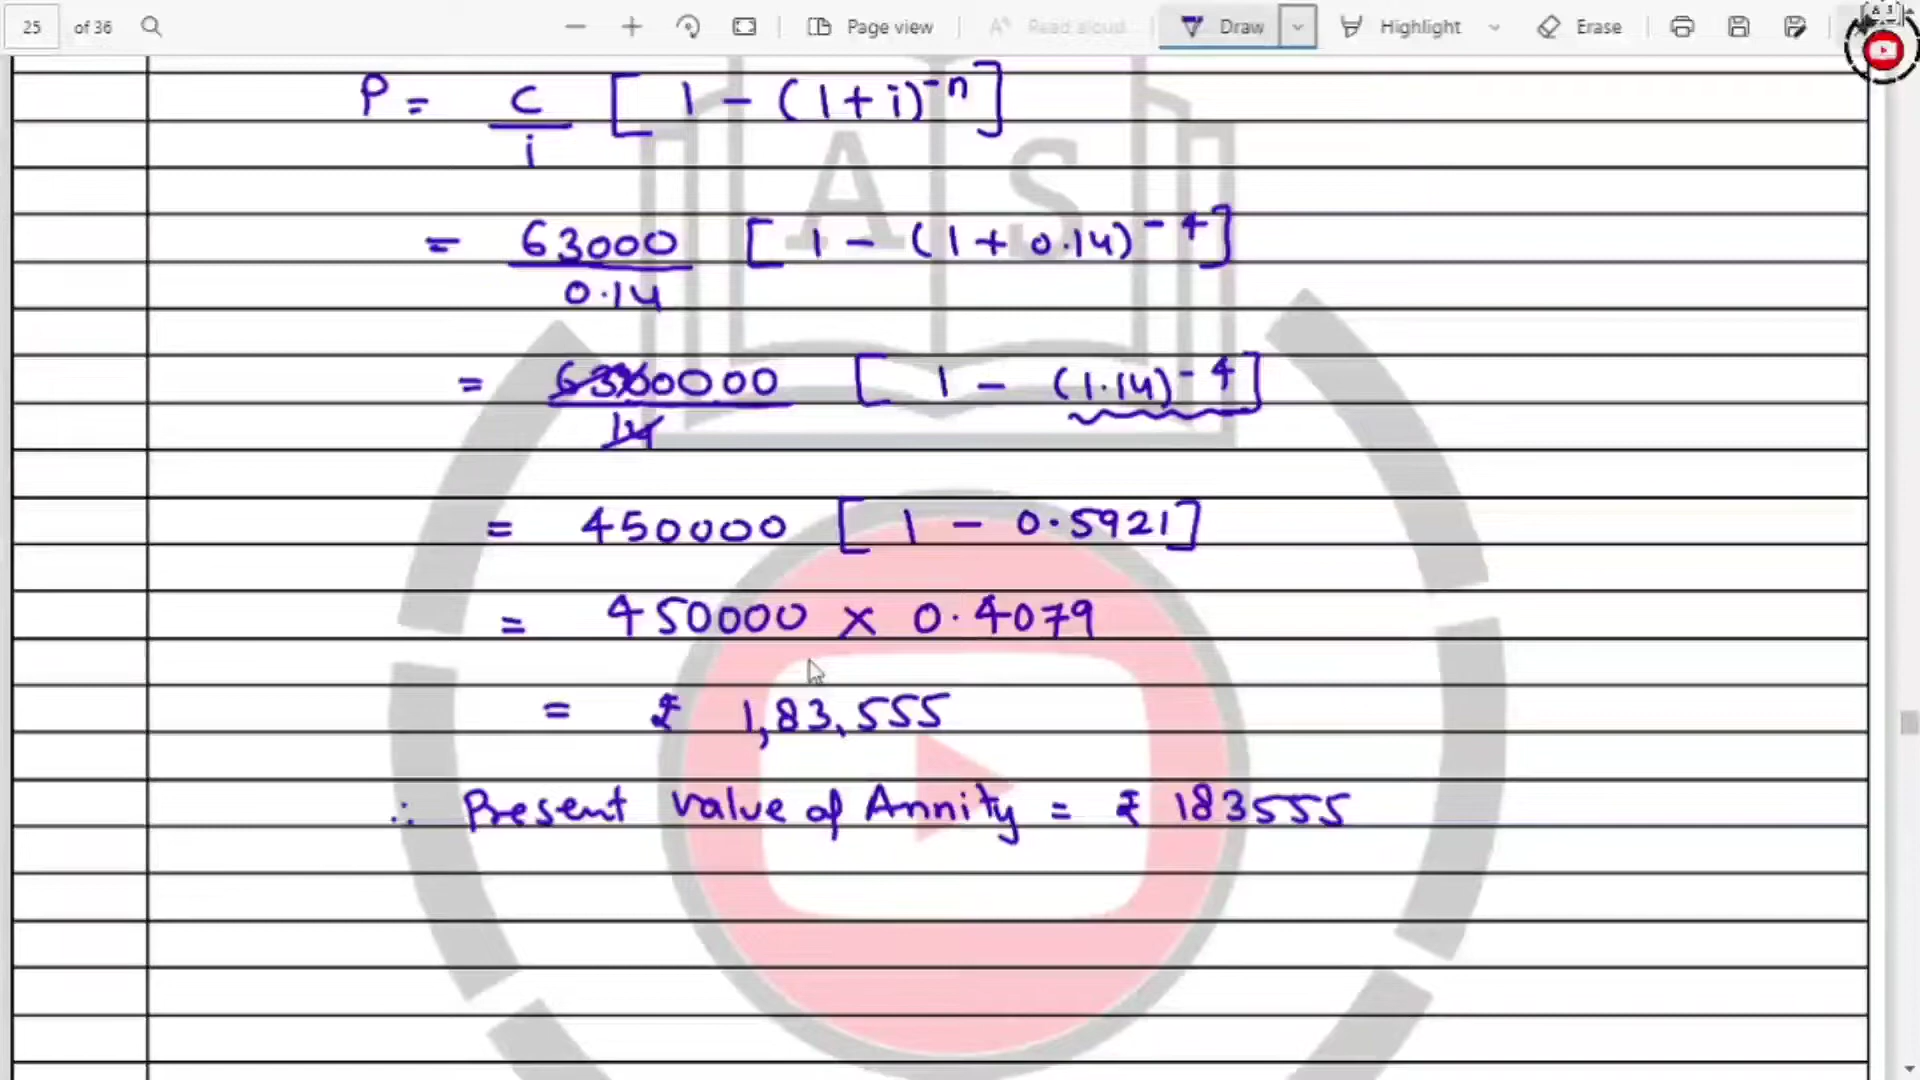 25 of 36 Page view Read aloud Draw Highlight Erase
P = C/i [ 1 - (1+i)⁻ⁿ ]
A S
= 63000/0.14 [ 1 - (1 + 0.14)⁻⁴ ]
= 6300000/14 [ 1 - (1.14)⁻⁴ ]
= 450000 [ 1 - 0.5921 ]
= 450000 × 0.4079
= ₹ 1,83,555
∴ Present value of Annity = ₹ 183555